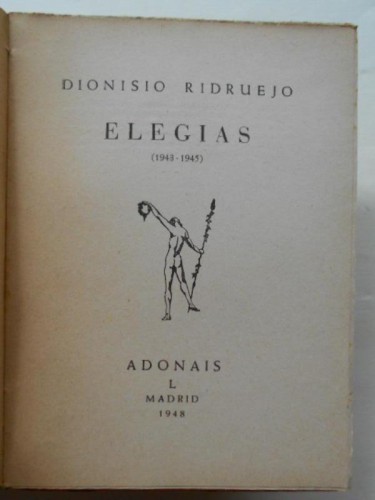 DIONISIO RIDRUEJO
ELEGIAS
(1943-1945)
ADONAIS
L
MADRID
1948